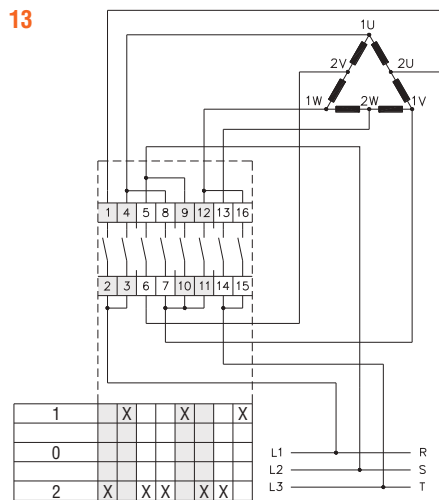 13
1U
2V 2U
1W 2W 1V
1 4 5 8 9 12 13 16
2 3 6 7 10 11 14 15
1 X X X
0
2 X X X X X
L1 R
L2 S
L3 T